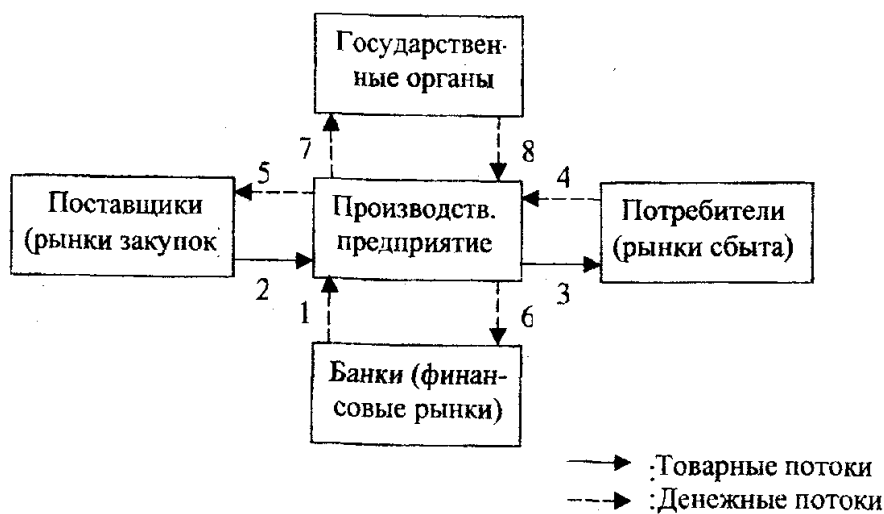 Государствен-
ные органы
7
8
5
4
Поставщики
(рынки закупок
Производств.
предприятие
Потребители
(рынки сбыта)
2
3
1
6
Банки (финан-
совые рынки)
:Товарные потоки
:Денежные потоки